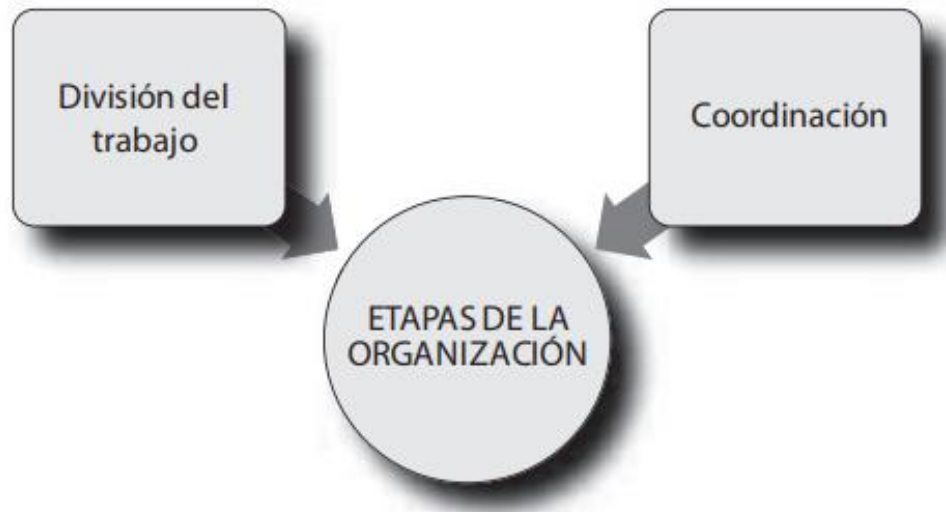 División del
trabajo
Coordinación
ETAPAS DE LA
ORGANIZACIÓN